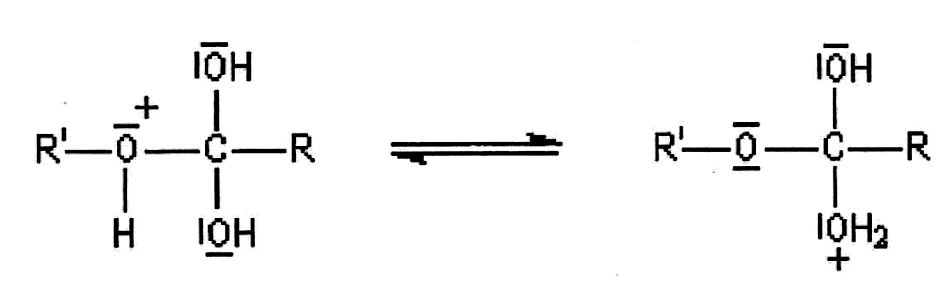 |OH |OH
R'—O—C—R ⇌ R'—O—C—R
+
H |OH |OH₂
+